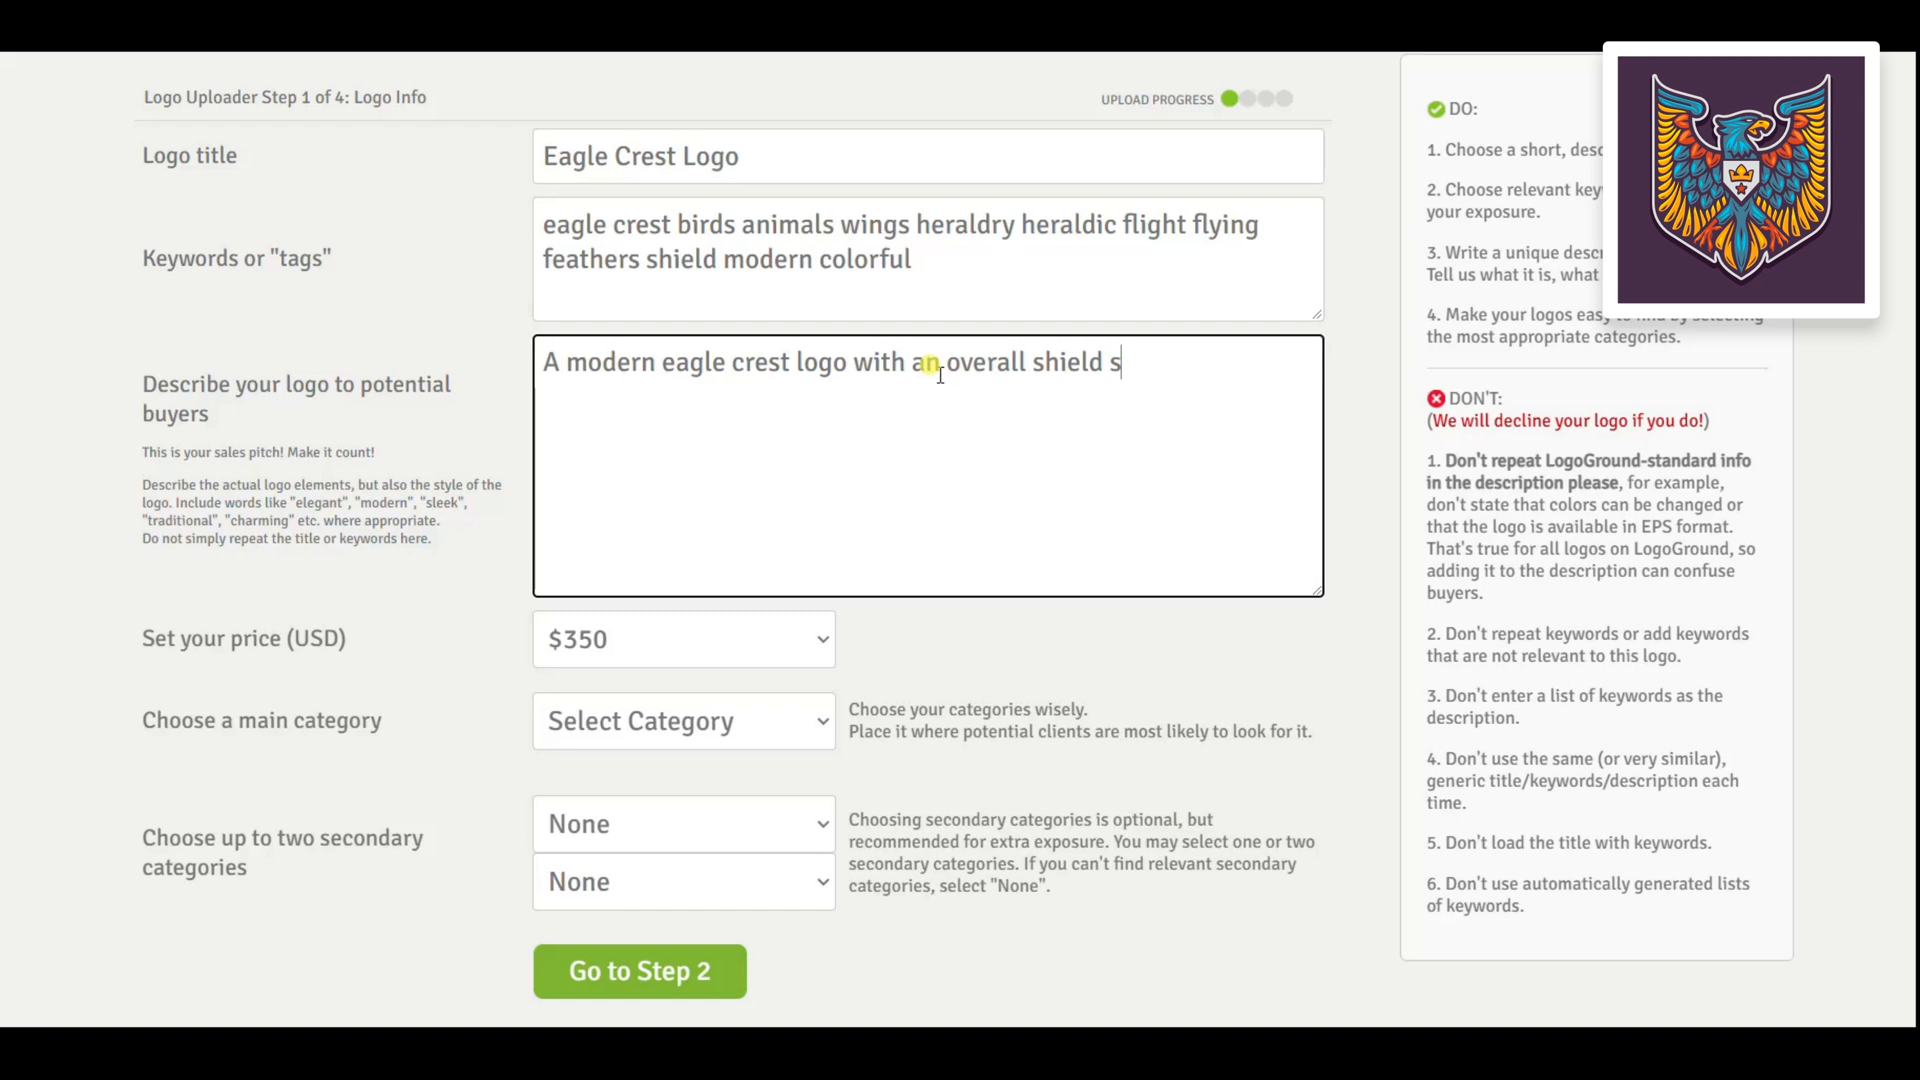 Logo Uploader Step 1 of 4: Logo Info
UPLOAD PROGRESS
Logo title
Eagle Crest Logo
Keywords or "tags"
eagle crest birds animals wings heraldry heraldic flight flying
feathers shield modern colorful
Describe your logo to potential
buyers
This is your sales pitch! Make it count!
Describe the actual logo elements, but also the style of the
logo. Include words like "elegant", "modern", "sleek",
"traditional", "charming" etc. where appropriate.
Do not simply repeat the title or keywords here.
A modern eagle crest logo with an overall shield s
Set your price (USD)
$350
Choose a main category
Select Category
Choose your categories wisely.
Place it where potential clients are most likely to look for it.
Choose up to two secondary
categories
None
None
Choosing secondary categories is optional, but
recommended for extra exposure. You may select one or two
secondary categories. If you can't find relevant secondary
categories, select "None".
Go to Step 2
DO:
1. Choose a short,
2. Choose relevant
your exposure.
3. Write a unique
Tell us what it is, what
4. Make your logos easy to find by selecting
the most appropriate categories.
DON'T:
(We will decline your logo if you do!)
1. Don't repeat LogoGround-standard info
in the description please, for example,
don't state that colors can be changed or
that the logo is available in EPS format.
That's true for all logos on LogoGround, so
adding it to the description can confuse
buyers.
2. Don't repeat keywords or add keywords
that are not relevant to this logo.
3. Don't enter a list of keywords as the
description.
4. Don't use the same (or very similar),
generic title/keywords/description each
time.
5. Don't load the title with keywords.
6. Don't use automatically generated lists
of keywords.